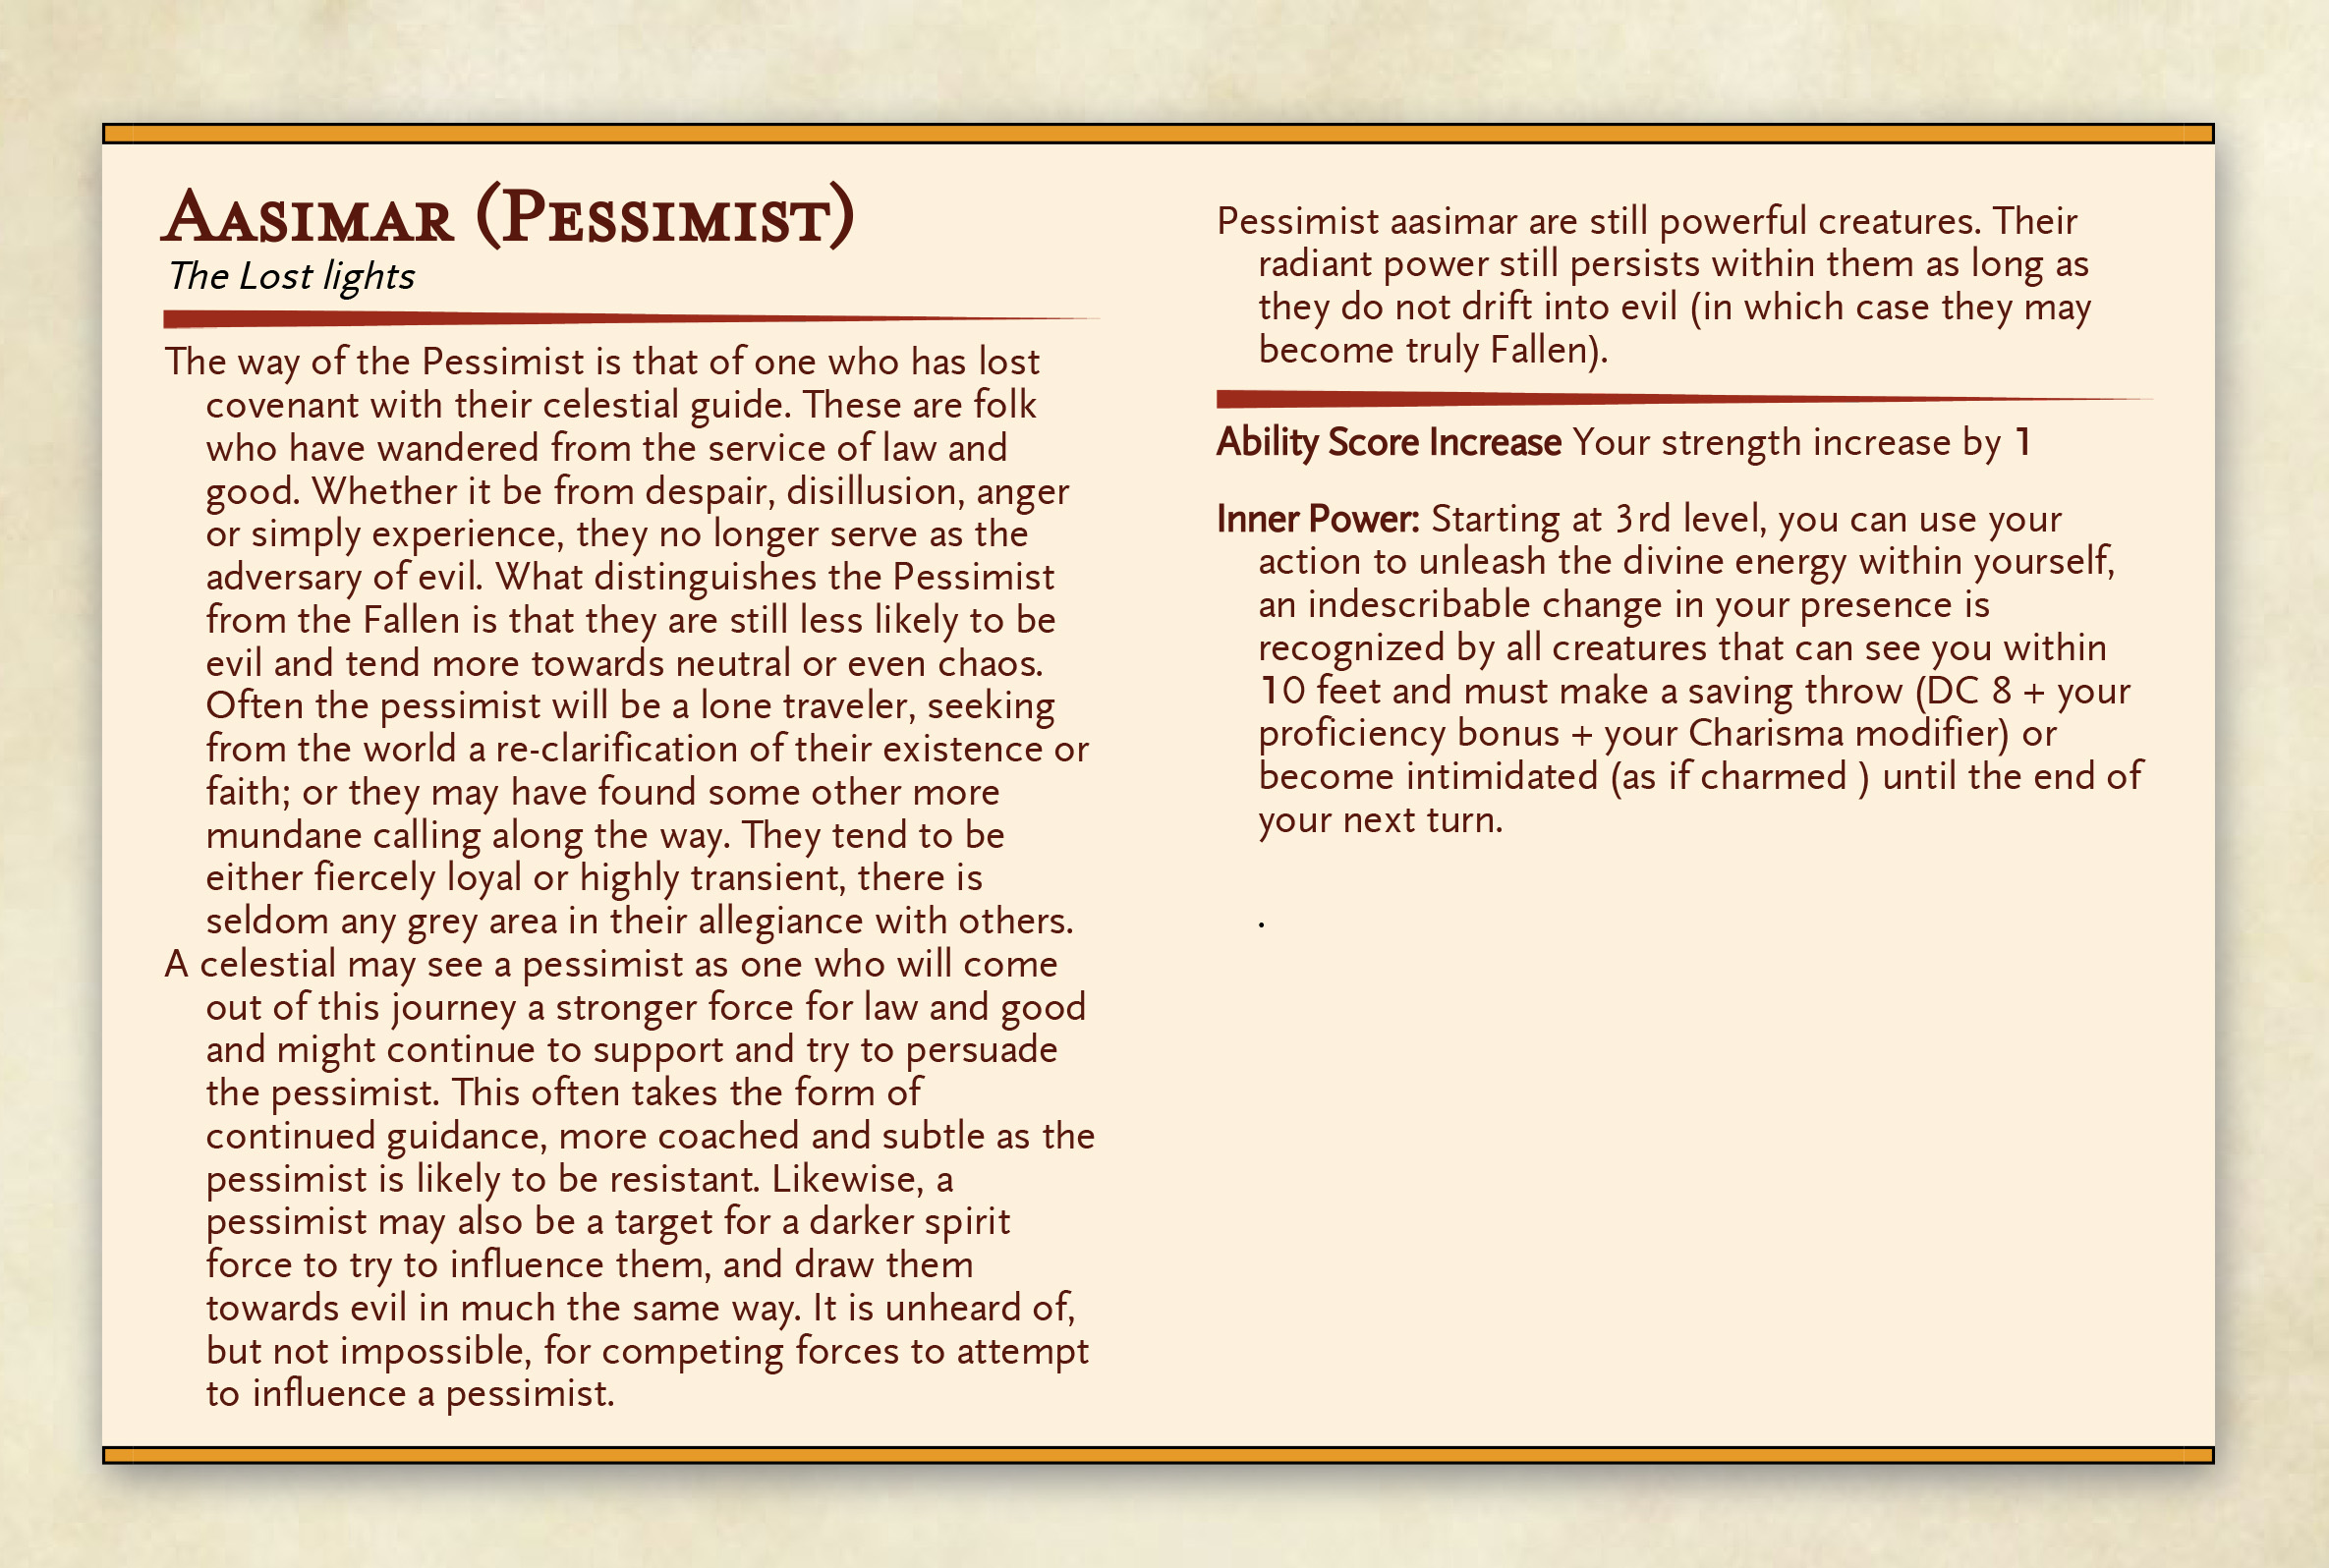 Aasimar (Pessimist)
The Lost lights
The way of the Pessimist is that of one who has lost
covenant with their celestial guide. These are folk
who have wandered from the service of law and
good. Whether it be from despair, disillusion, anger
or simply experience, they no longer serve as the
adversary of evil. What distinguishes the Pessimist
from the Fallen is that they are still less likely to be
evil and tend more towards neutral or even chaos.
Often the pessimist will be a lone traveler, seeking
from the world a re-clarification of their existence or
faith; or they may have found some other more
mundane calling along the way. They tend to be
either fiercely loyal or highly transient, there is
seldom any grey area in their allegiance with others.
A celestial may see a pessimist as one who will come
out of this journey a stronger force for law and good
and might continue to support and try to persuade
the pessimist. This often takes the form of
continued guidance, more coached and subtle as the
pessimist is likely to be resistant. Likewise, a
pessimist may also be a target for a darker spirit
force to try to influence them, and draw them
towards evil in much the same way. It is unheard of,
but not impossible, for competing forces to attempt
to influence a pessimist.
Pessimist aasimar are still powerful creatures. Their
radiant power still persists within them as long as
they do not drift into evil (in which case they may
become truly Fallen).
Ability Score Increase Your strength increase by 1
Inner Power: Starting at 3rd level, you can use your
action to unleash the divine energy within yourself,
an indescribable change in your presence is
recognized by all creatures that can see you within
10 feet and must make a saving throw (DC 8 + your
proficiency bonus + your Charisma modifier) or
become intimidated (as if charmed ) until the end of
your next turn.
.